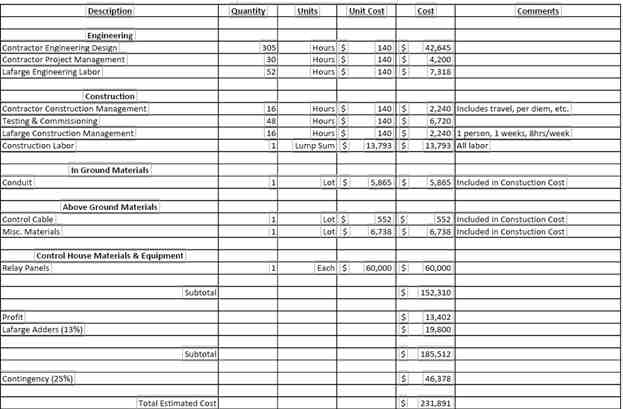 Description Quantity Units Unit Cost Cost Comments
Engineering
Contractor Engineering Design 305 Hours $ 140 $ 42,645
Contractor Project Management 30 Hours $ 140 $ 4,200
Lafarge Engineering Labor 52 Hours $ 140 $ 7,318
Construction
Contractor Construction Management 16 Hours $ 140 $ 2,240 Includes travel, per diem, etc.
Testing & Commissioning 48 Hours $ 140 $ 6,720
Lafarge Construction Management 16 Hours $ 140 $ 2,240 1 person, 1 weeks, 8hrs/week
Construction Labor 1 Lump Sum $ 13,793 $ 13,793 All labor
In Ground Materials
Conduit 1 Lot $ 5,865 $ 5,865 Included in Constuction Cost
Above Ground Materials
Control Cable 1 Lot $ 552 $ 552 Included in Constuction Cost
Misc. Materials 1 Lot $ 6,738 $ 6,738 Included in Constuction Cost
Control House Materials & Equipment
Relay Panels 1 Each $ 60,000 $ 60,000
Subtotal $ 152,310
Profit $ 13,402
Lafarge Adders (13%) $ 19,800
Subtotal $ 185,512
Contingency (25%) $ 46,378
Total Estimated Cost $ 231,891